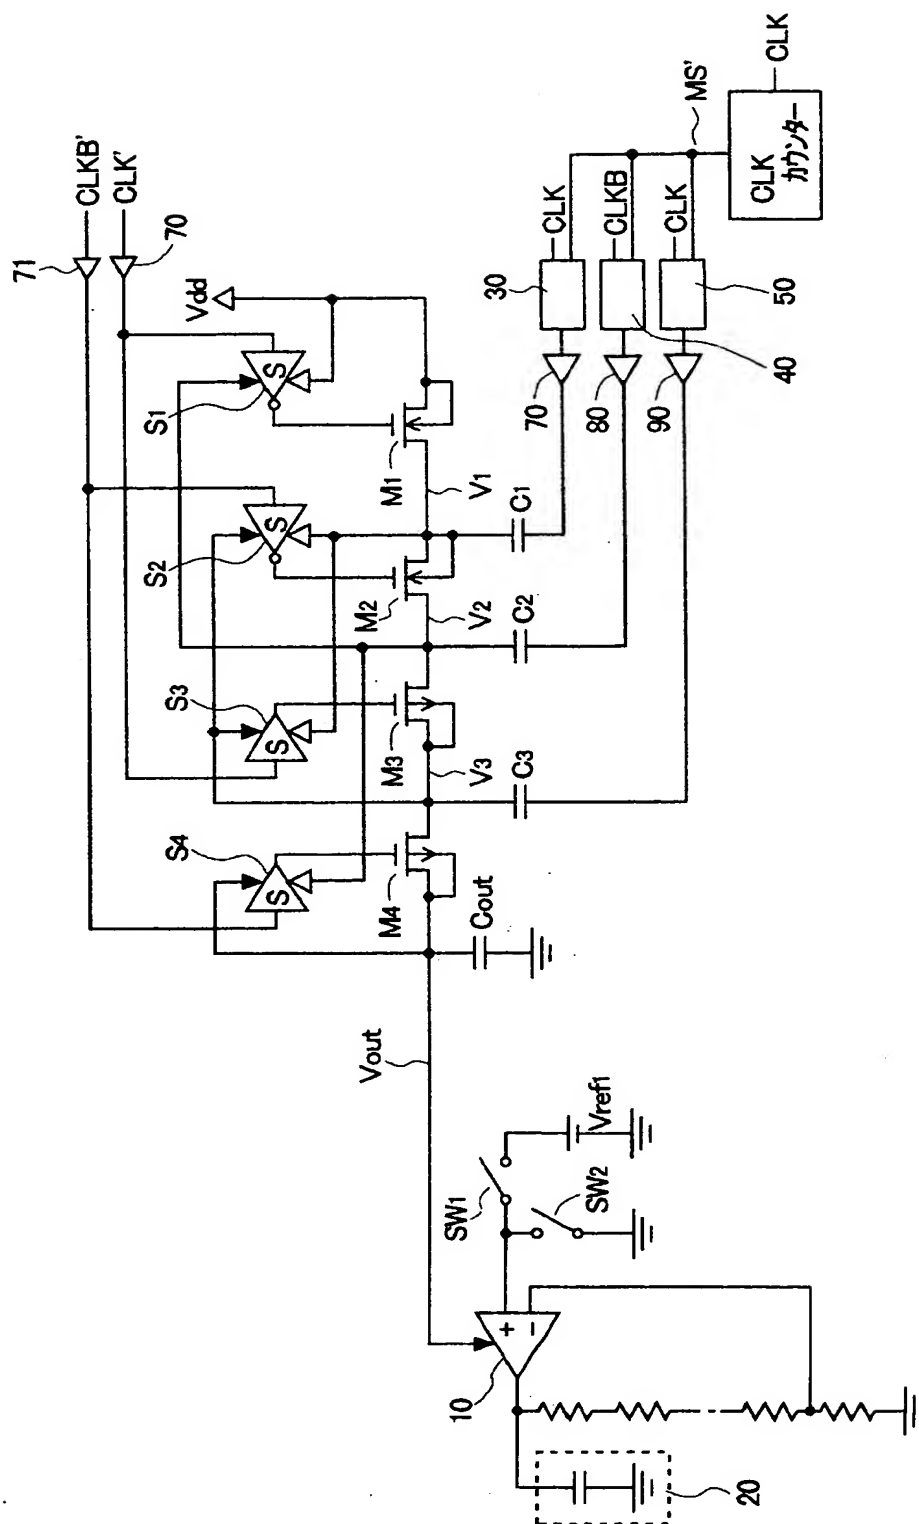 CLKB'
CLK'
71
70
Vdd
S
S1
S
S2
S
S3
S
S4
M1
V1
M2
V2
M3
V3
M4
C1
C2
C3
Cout
Vout
30
CLK
CLKB
CLK
40
50
70
80
90
MS'
CLK
カウンター
CLK
Vref1
SW1
SW2
+
−
10
20